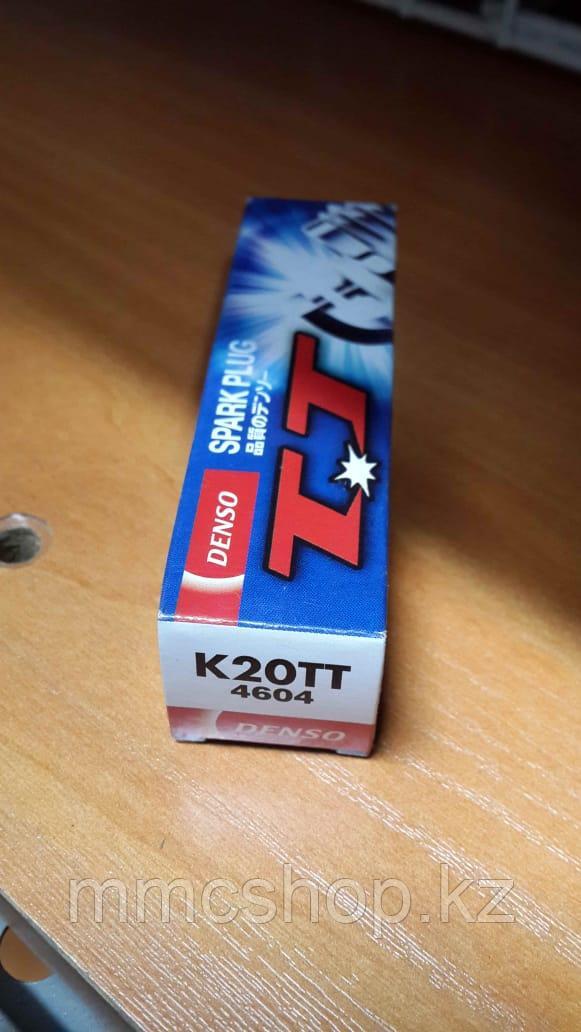 SPARK PLUG
品質のデンソー
TT
DENSO
K20TT
4604
DENSO
mmcshop.kz